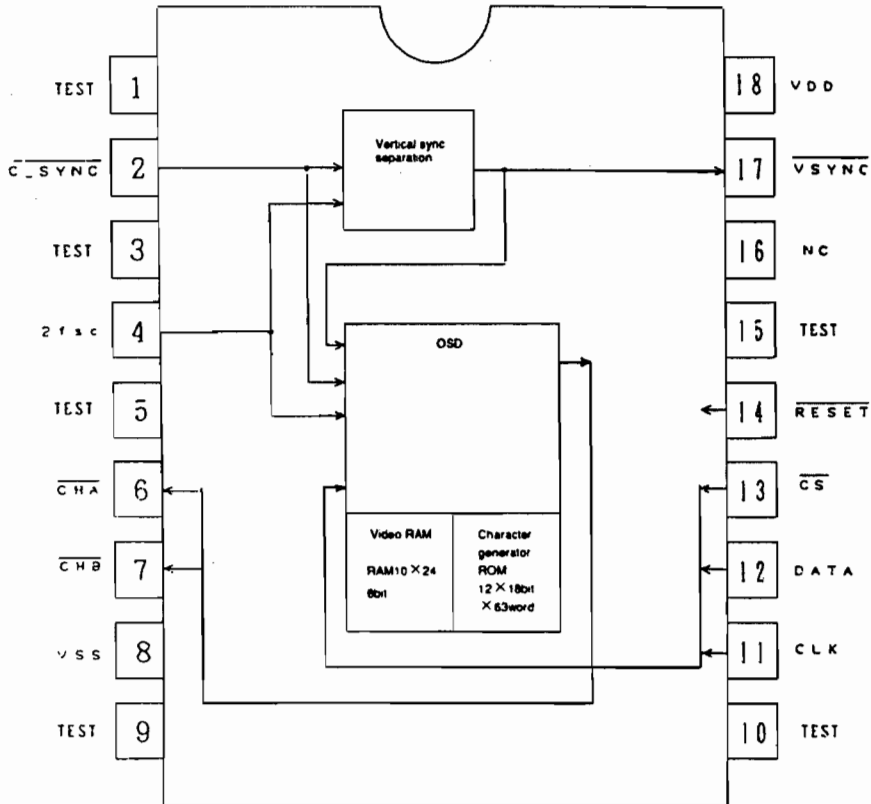 TEST 1
C_SYNC 2
TEST 3
2fsc 4
TEST 5
CHA 6
CHB 7
VSS 8
TEST 9
Vertical sync
separation
OSD
Video RAM
RAM10×24
6bit
Character
generator
ROM
12×18bit
×63word
18 VDD
17 VSYNC
16 NC
15 TEST
14 RESET
13 CS
12 DATA
11 CLK
10 TEST